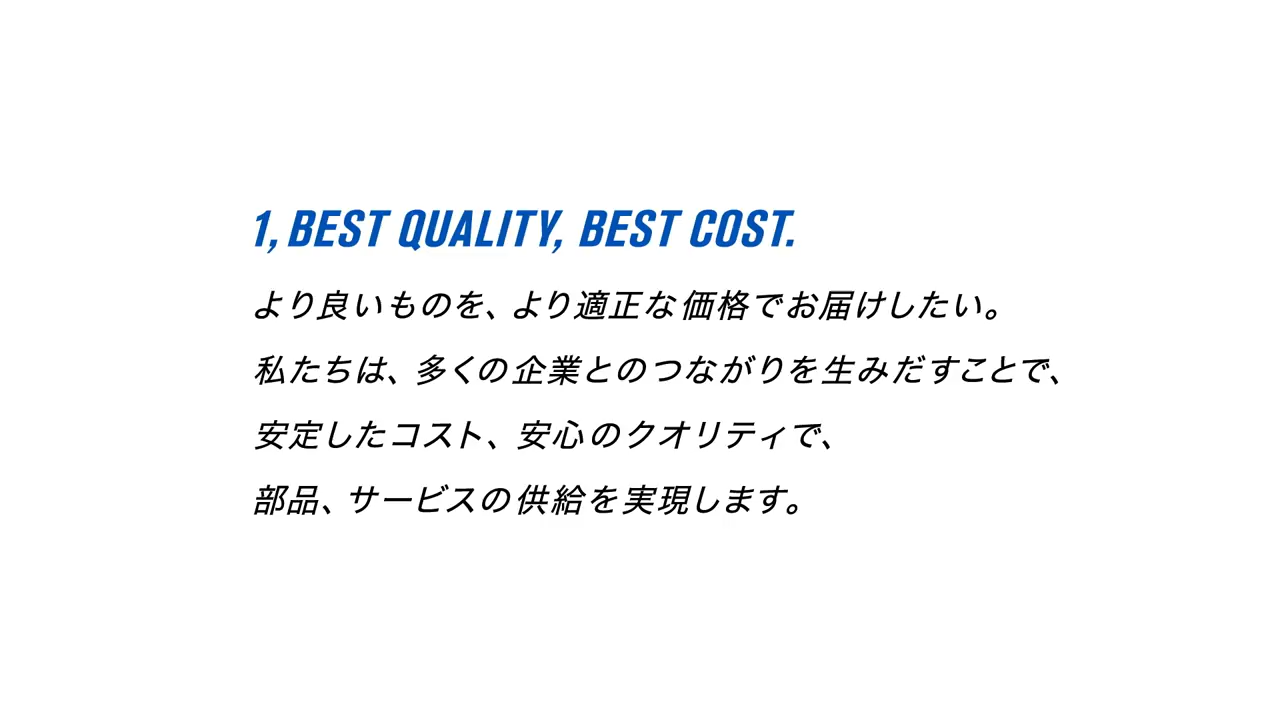 1, BEST QUALITY, BEST COST.
より良いものを、より適正な価格でお届けしたい。
私たちは、多くの企業とのつながりを生みだすことで、
安定したコスト、安心のクオリティで、
部品、サービスの供給を実現します。